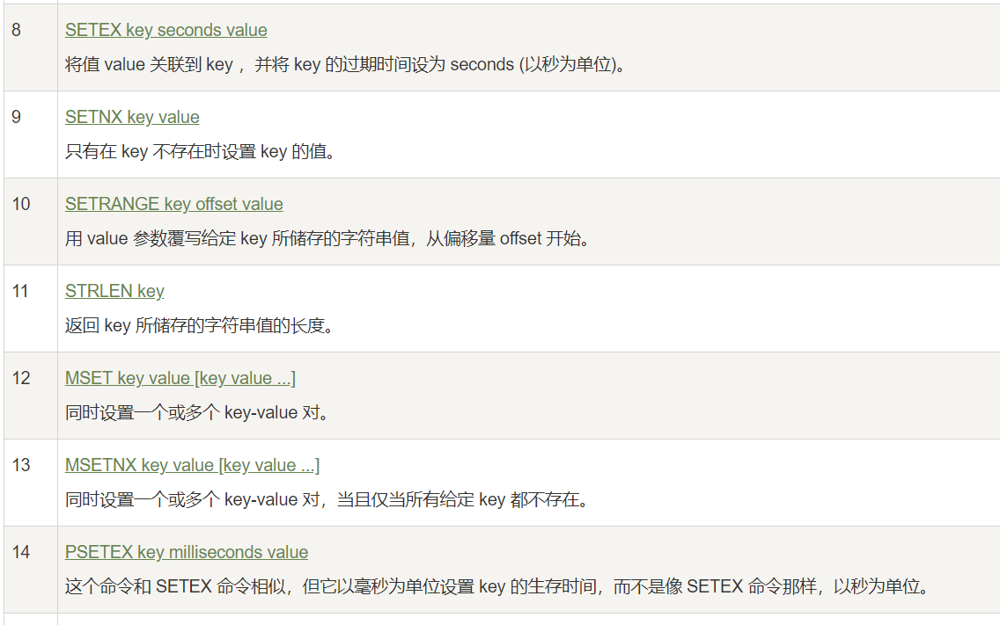 8
SETEX key seconds value
将值 value 关联到 key ，并将 key 的过期时间设为 seconds (以秒为单位)。
9
SETNX key value
只有在 key 不存在时设置 key 的值。
10
SETRANGE key offset value
用 value 参数覆写给定 key 所储存的字符串值，从偏移量 offset 开始。
11
STRLEN key
返回 key 所储存的字符串值的长度。
12
MSET key value [key value ...]
同时设置一个或多个 key-value 对。
13
MSETNX key value [key value ...]
同时设置一个或多个 key-value 对，当且仅当所有给定 key 都不存在。
14
PSETEX key milliseconds value
这个命令和 SETEX 命令相似，但它以毫秒为单位设置 key 的生存时间，而不是像 SETEX 命令那样，以秒为单位。